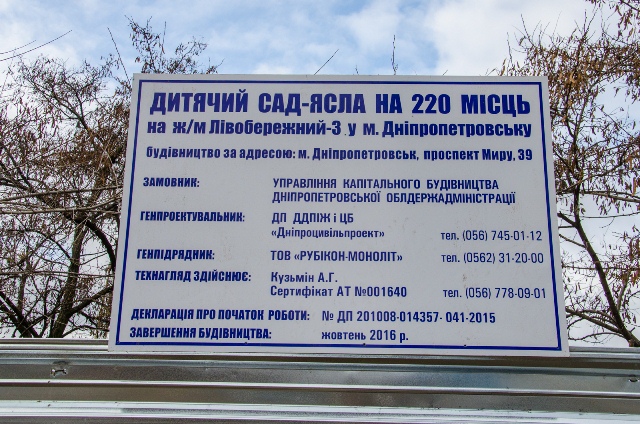 ДИТЯЧИЙ САД-ЯСЛА НА 220 МІСЦЬ
на ж/м Лівобережний-3 у м. Дніпропетровську
будівництво за адресою: м. Дніпропетровськ, проспект Миру, 39
ЗАМОВНИК: УПРАВЛІННЯ КАПІТАЛЬНОГО БУДІВНИЦТВА
ДНІПРОПЕТРОВСЬКОЇ ОБЛДЕРЖАДМІНІСТРАЦІЇ
ГЕНПРОЕКТУВАЛЬНИК: ДП ДДПІЖ і ЦБ
«Дніпроцивільпроект» тел. (056) 745-01-12
ГЕНПІДРЯДНИК: ТОВ «РУБІКОН-МОНОЛІТ» тел. (0562) 31-20-00
ТЕХНАГЛЯД ЗДІЙСНЮЄ: Кузьмін А.Г.
Сертифікат АТ №001640 тел. (056) 778-09-01
ДЕКЛАРАЦІЯ ПРО ПОЧАТОК РОБОТИ: № ДП 201008-014357- 041-2015
ЗАВЕРШЕННЯ БУДІВНИЦТВА: жовтень 2016 р.